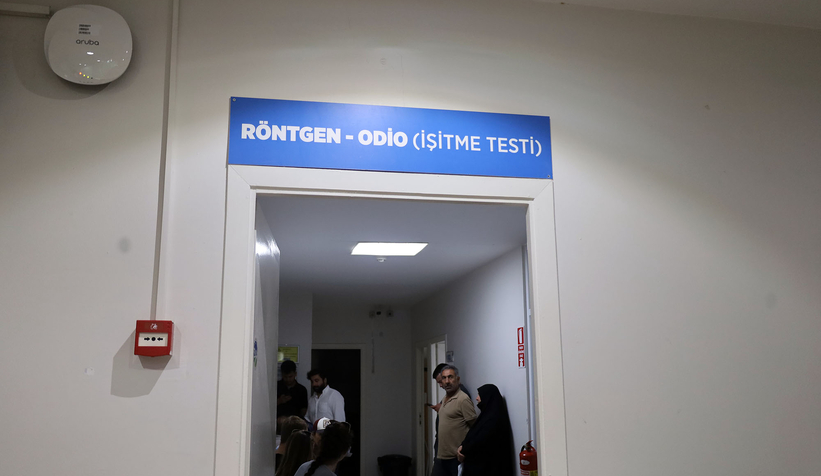 aruba
RÖNTGEN - ODİO (İŞİTME TESTİ)